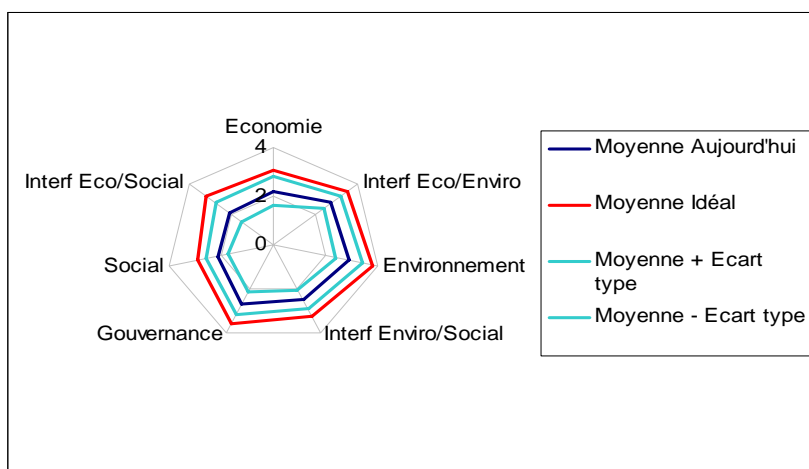 Economie
4
Interf Eco/Social
Interf Eco/Enviro
2
0
Social
Environnement
Gouvernance
Interf Enviro/Social
Moyenne Aujourd'hui
Moyenne Idéal
Moyenne + Ecart
type
Moyenne - Ecart type